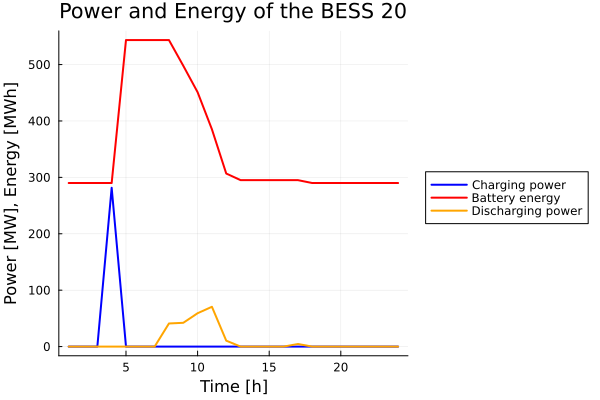 Power and Energy of the BESS 20
Power [MW], Energy [MWh]
500
400
300
200
100
0
5
10
15
20
Time [h]
Charging power
Battery energy
Discharging power